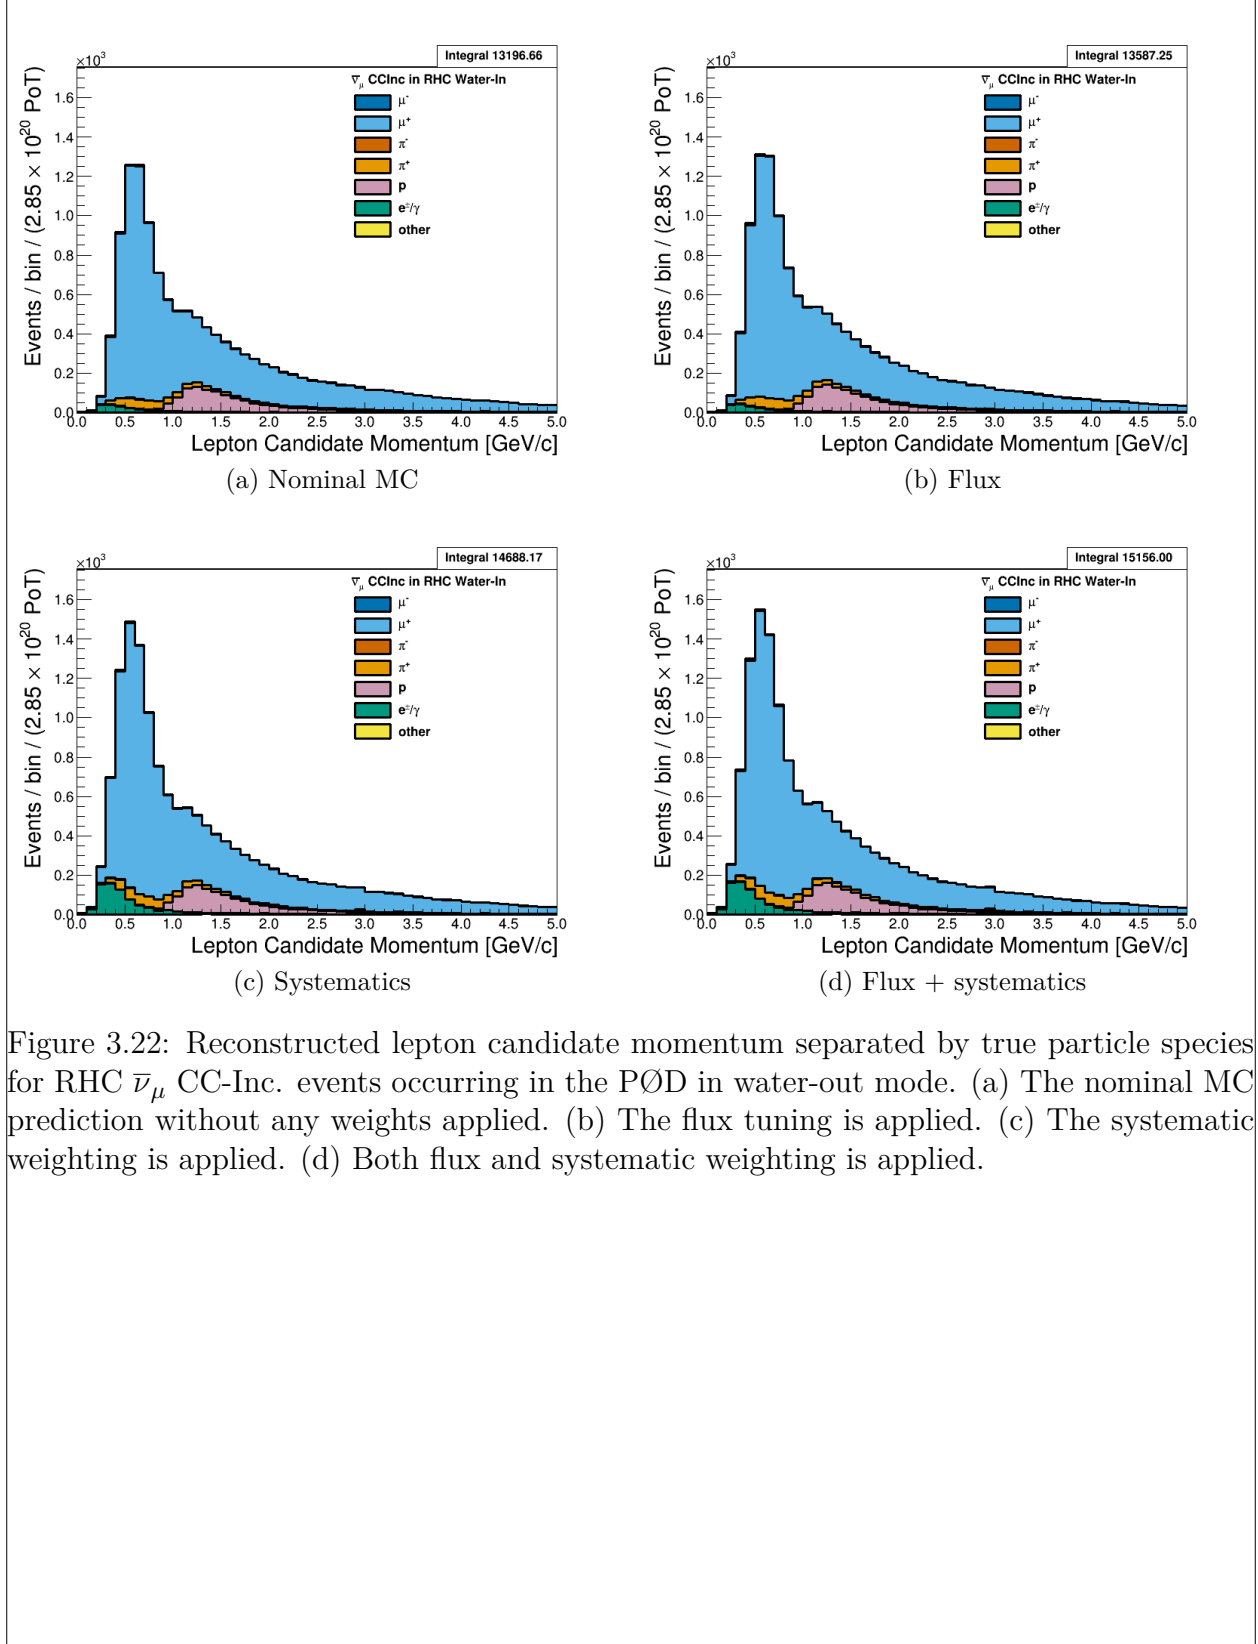 Integral 13196.66
×10³
Events / bin / (2.85 × 10²⁰ PoT)
ν̅μ CCInc in RHC Water-In
μ⁻
μ⁺
π⁻
π⁺
p
e±/γ
other
1.6
1.4
1.2
1.0
0.8
0.6
0.4
0.2
0.0
0.0 0.5 1.0 1.5 2.0 2.5 3.0 3.5 4.0 4.5 5.0
Lepton Candidate Momentum [GeV/c]
(a) Nominal MC
Integral 13587.25
×10³
Events / bin / (2.85 × 10²⁰ PoT)
ν̅μ CCInc in RHC Water-In
μ⁻
μ⁺
π⁻
π⁺
p
e±/γ
other
1.6
1.4
1.2
1.0
0.8
0.6
0.4
0.2
0.0
0.0 0.5 1.0 1.5 2.0 2.5 3.0 3.5 4.0 4.5 5.0
Lepton Candidate Momentum [GeV/c]
(b) Flux
Integral 14688.17
×10³
Events / bin / (2.85 × 10²⁰ PoT)
ν̅μ CCInc in RHC Water-In
μ⁻
μ⁺
π⁻
π⁺
p
e±/γ
other
1.6
1.4
1.2
1.0
0.8
0.6
0.4
0.2
0.0
0.0 0.5 1.0 1.5 2.0 2.5 3.0 3.5 4.0 4.5 5.0
Lepton Candidate Momentum [GeV/c]
(c) Systematics
Integral 15156.00
×10³
Events / bin / (2.85 × 10²⁰ PoT)
ν̅μ CCInc in RHC Water-In
μ⁻
μ⁺
π⁻
π⁺
p
e±/γ
other
1.6
1.4
1.2
1.0
0.8
0.6
0.4
0.2
0.0
0.0 0.5 1.0 1.5 2.0 2.5 3.0 3.5 4.0 4.5 5.0
Lepton Candidate Momentum [GeV/c]
(d) Flux + systematics
Figure 3.22: Reconstructed lepton candidate momentum separated by true particle species
for RHC ν̅μ CC-Inc. events occurring in the PØD in water-out mode. (a) The nominal MC
prediction without any weights applied. (b) The flux tuning is applied. (c) The systematic
weighting is applied. (d) Both flux and systematic weighting is applied.